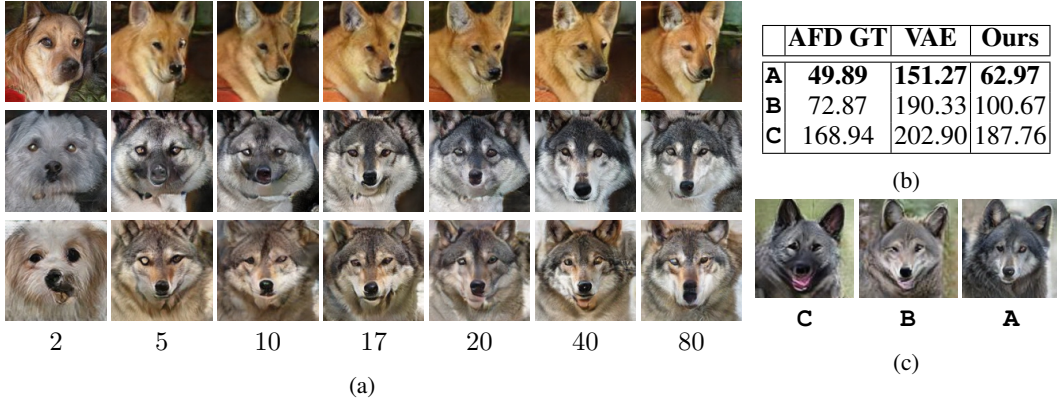 2 5 10 17 20 40 80
(a)
AFD GT VAE Ours
A 49.89 151.27 62.97
B 72.87 190.33 100.67
C 168.94 202.90 187.76
(b)
C B A
(c)